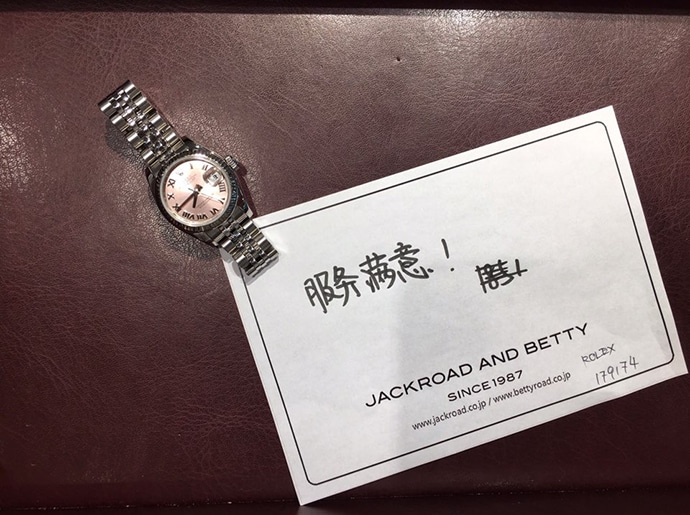 服务满意！
JACKROAD AND BETTY
SINCE1987
www.jackroad.co.jp / www.bettyroad.co.jp
ROLEX
179174